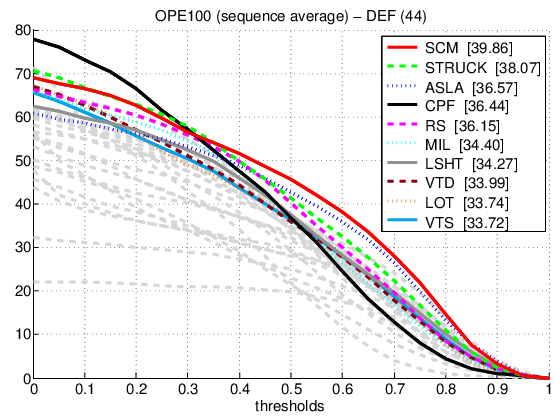 OPE100 (sequence average) – DEF (44)
80
70
60
50
40
30
20
10
0
0 0.1 0.2 0.3 0.4 0.5 0.6 0.7 0.8 0.9 1
thresholds
SCM [39.86]
STRUCK [38.07]
ASLA [36.57]
CPF [36.44]
RS [36.15]
MIL [34.40]
LSHT [34.27]
VTD [33.99]
LOT [33.74]
VTS [33.72]